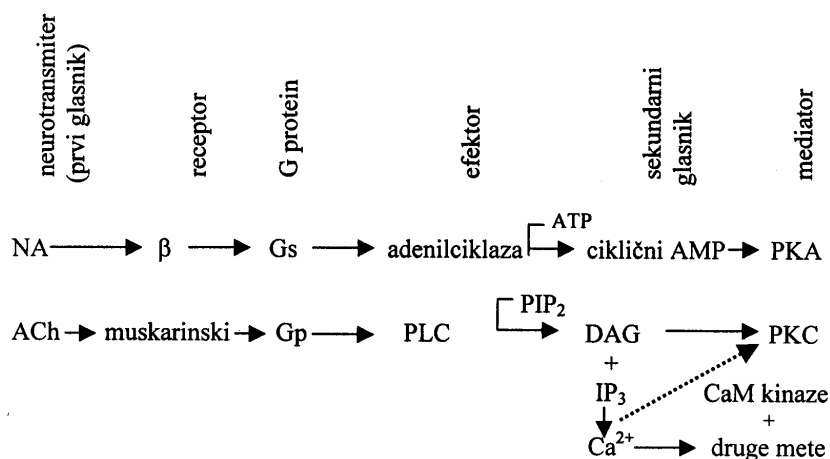 neurotransmiter
(prvi glasnik)
receptor
G protein
efektor
sekundarni
glasnik
mediator
NA β Gs adenilciklaza ATP ciklični AMP PKA
ACh muskarinski Gp PLC PIP₂ DAG PKC
+
IP₃ CaM kinaze
+
Ca²⁺ druge mete